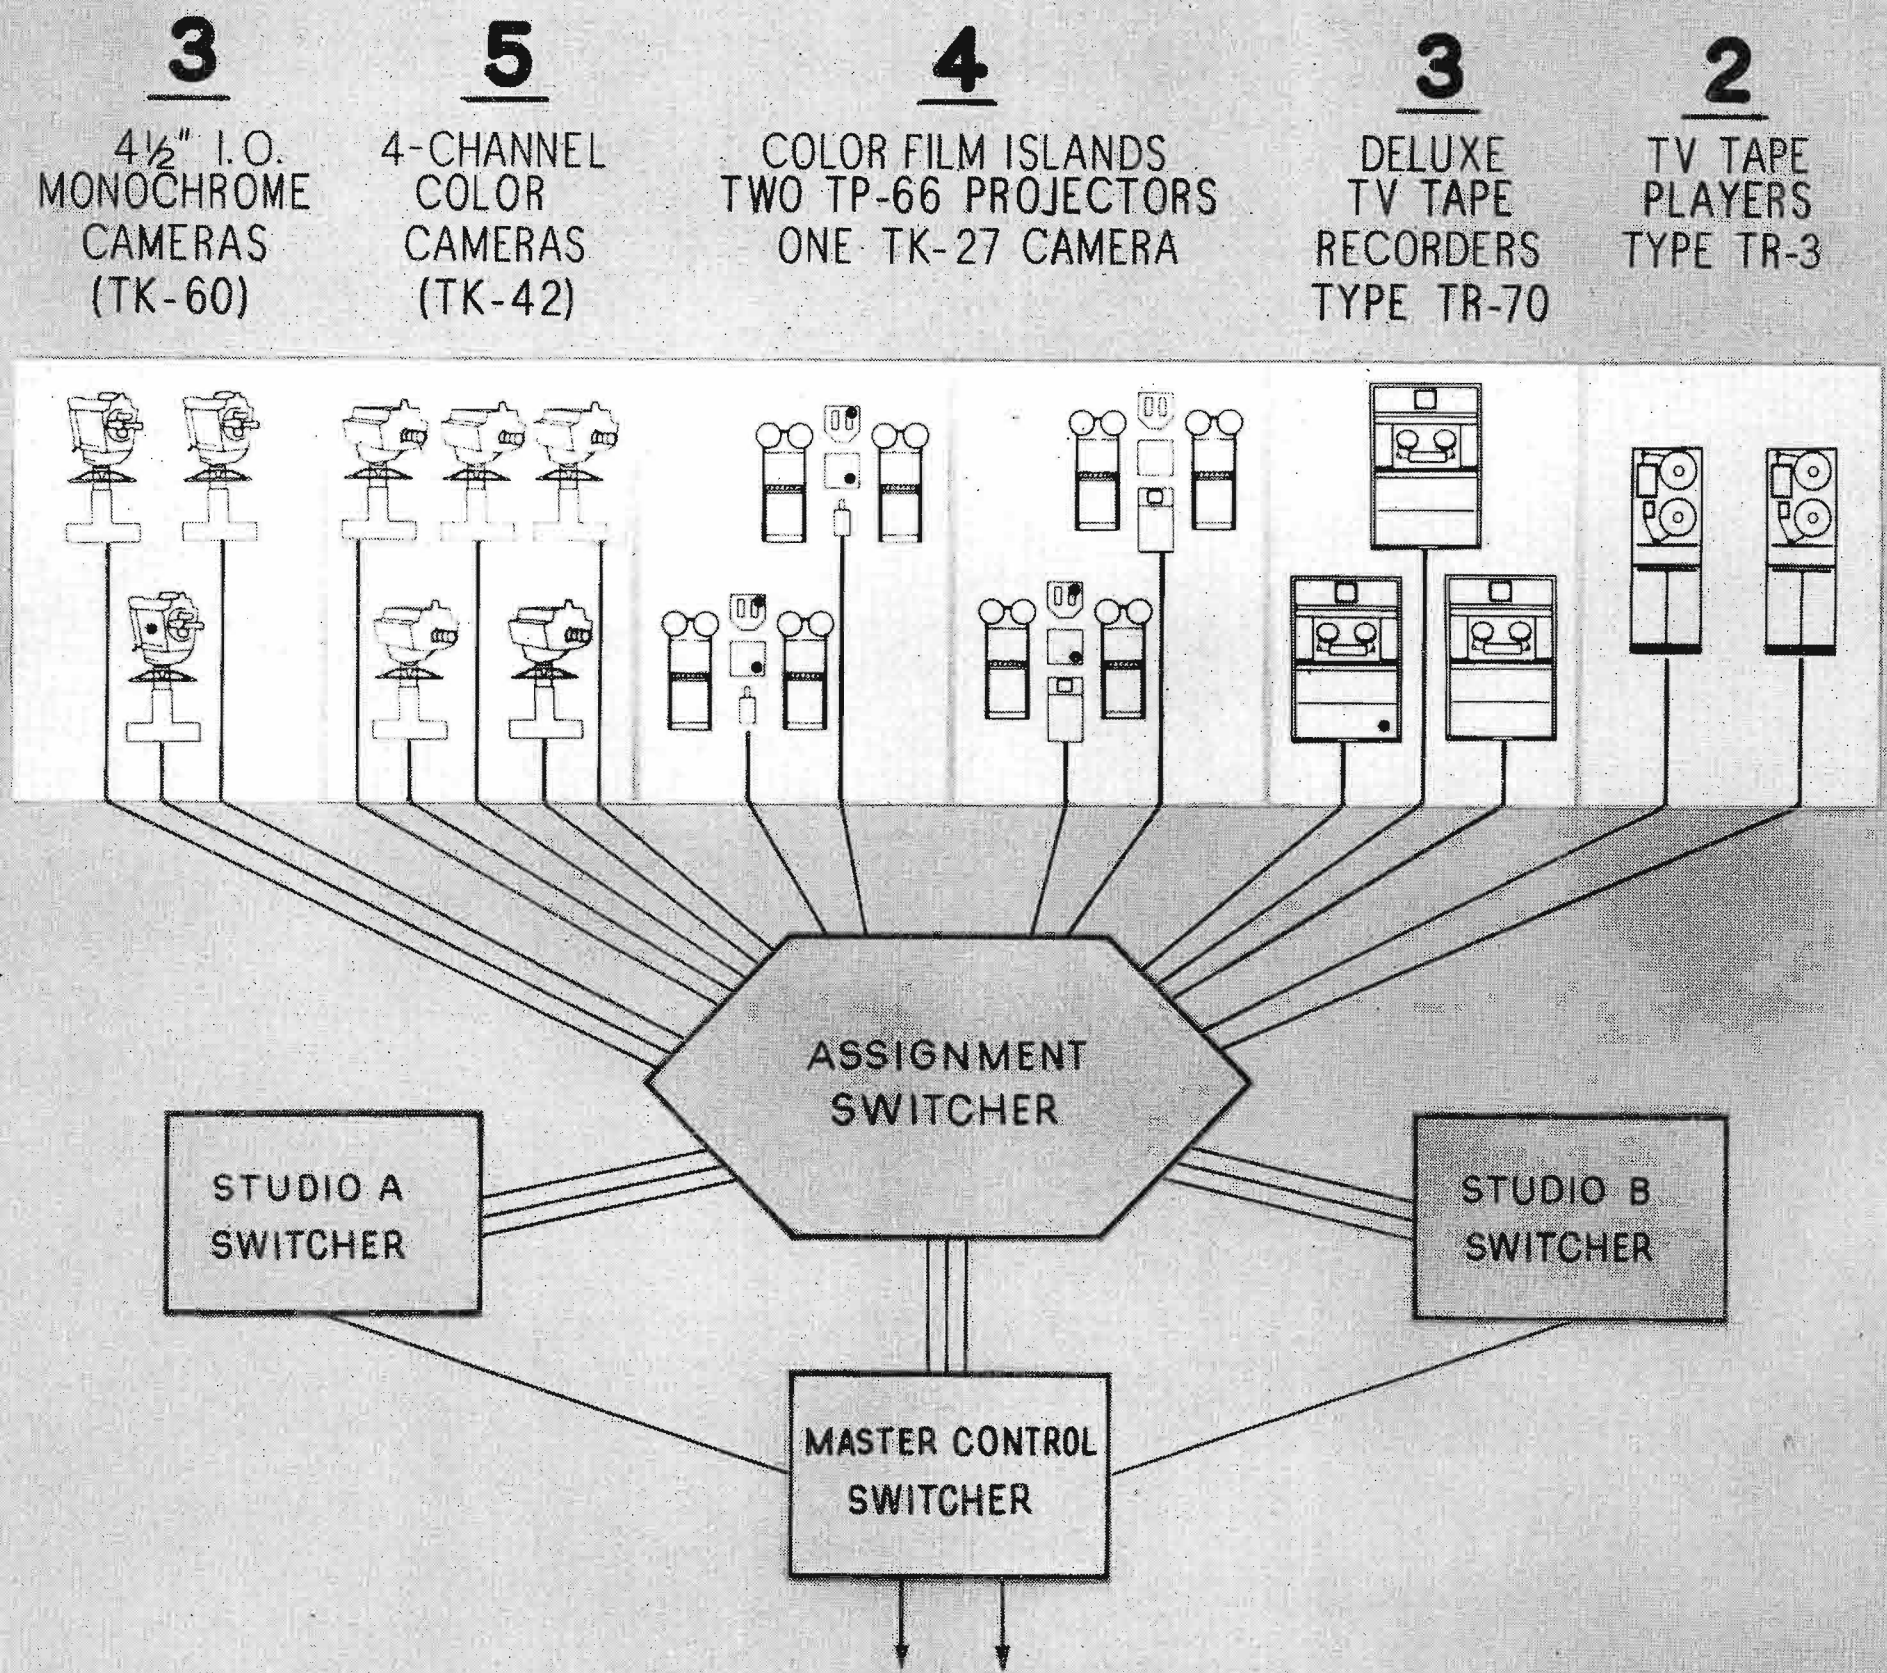 3
4½" I.O.
MONOCHROME
CAMERAS
(TK-60)
5
4-CHANNEL
COLOR
CAMERAS
(TK-42)
4
COLOR FILM ISLANDS
TWO TP-66 PROJECTORS
ONE TK-27 CAMERA
3
DELUXE
TV TAPE
RECORDERS
TYPE TR-70
2
TV TAPE
PLAYERS
TYPE TR-3
ASSIGNMENT
SWITCHER
STUDIO A
SWITCHER
STUDIO B
SWITCHER
MASTER CONTROL
SWITCHER